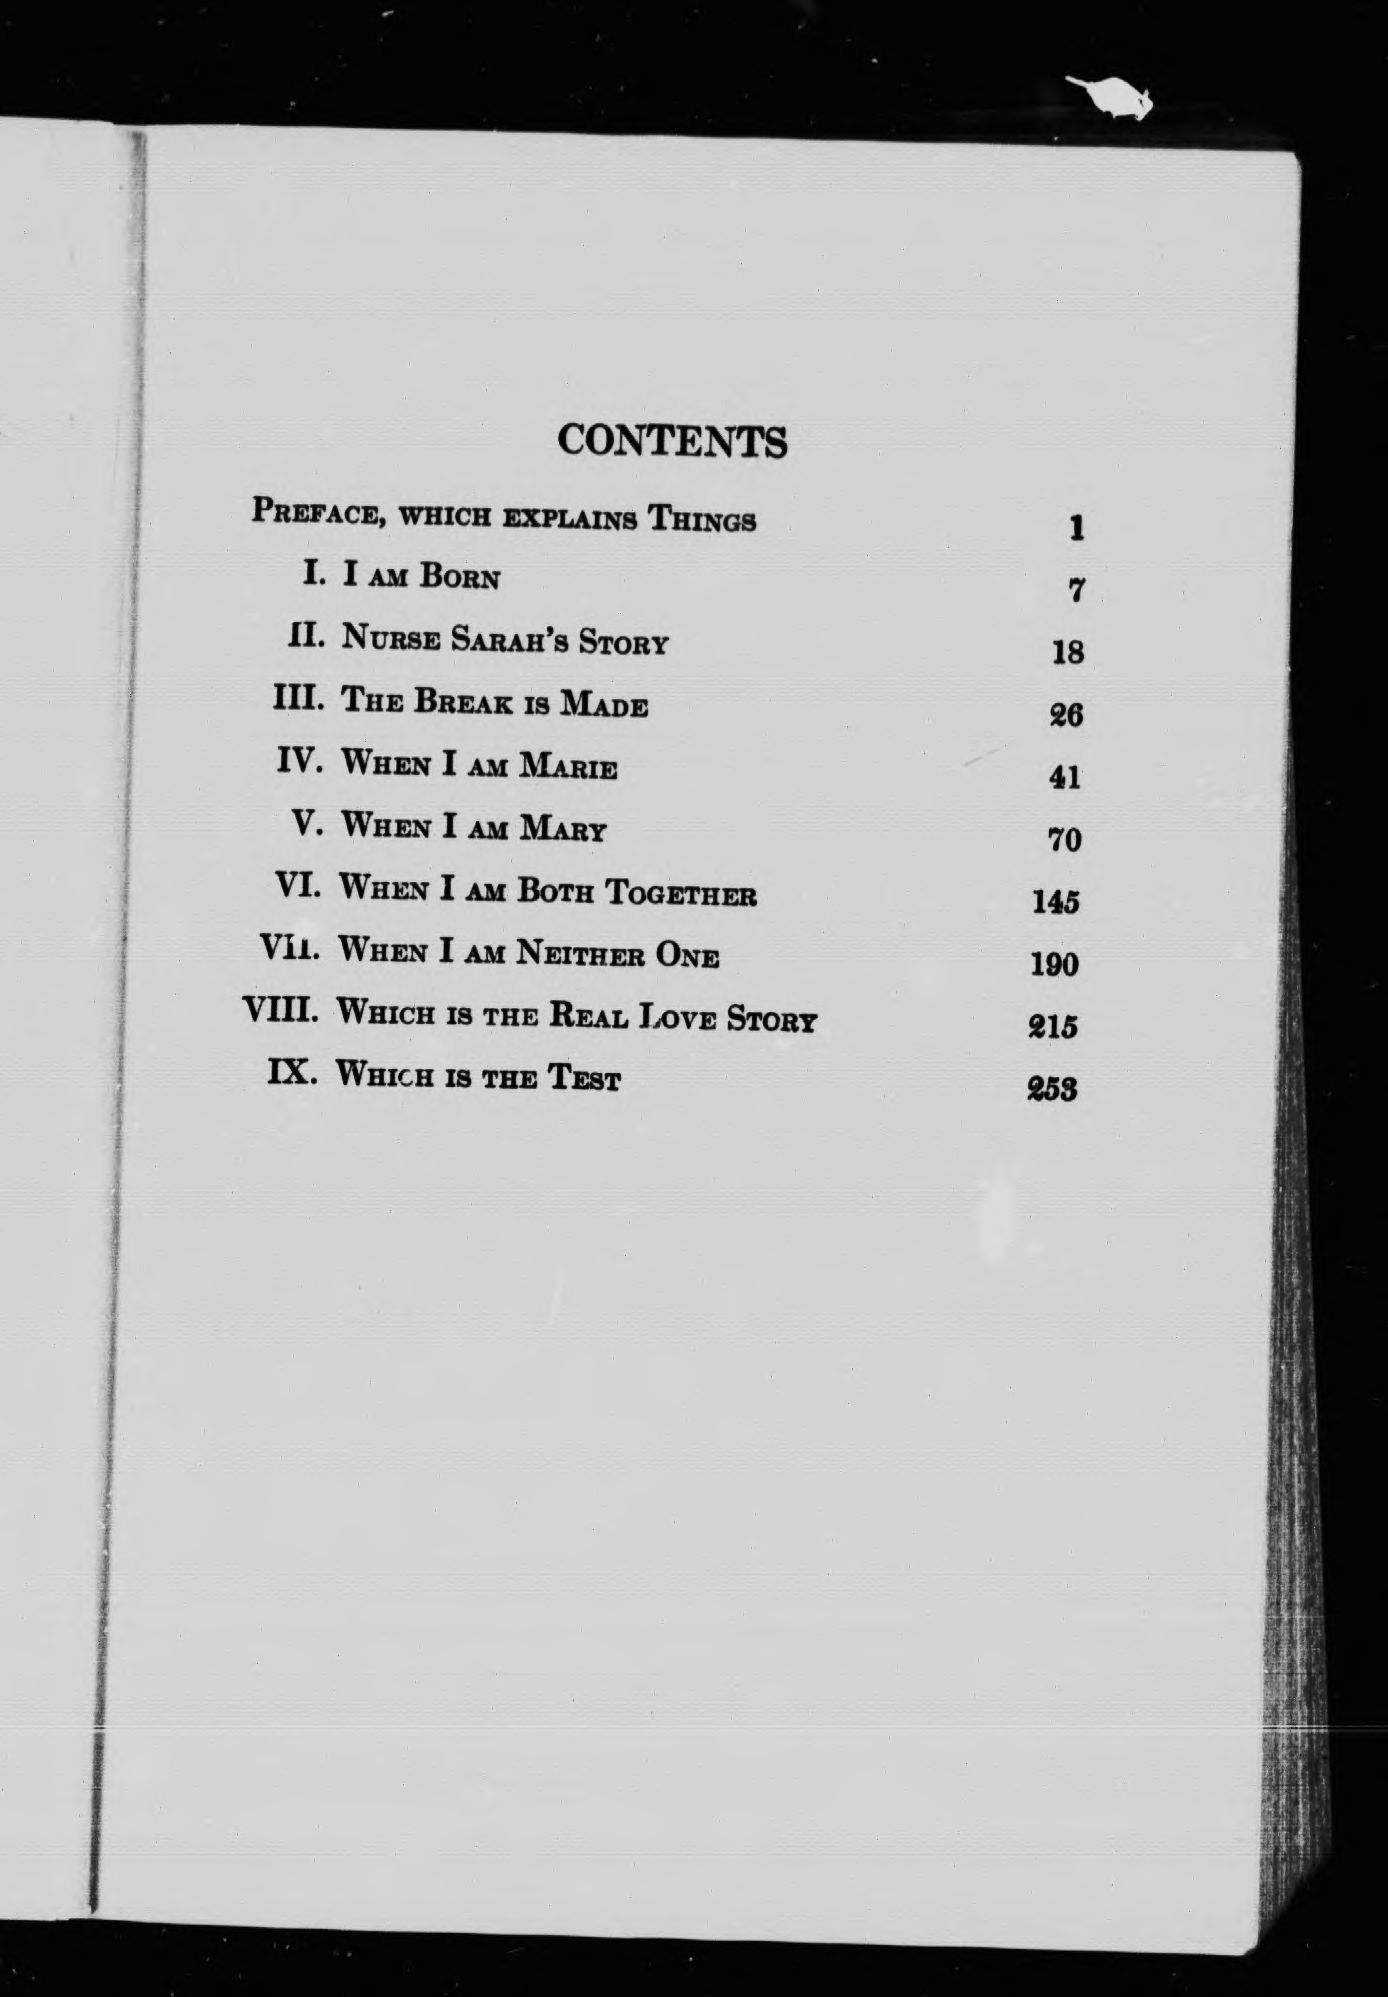 CONTENTS
Preface, which explains Things 1
I. I am Born 7
II. Nurse Sarah's Story 18
III. The Break is Made 26
IV. When I am Marie 41
V. When I am Mary 70
VI. When I am Both Together 145
VII. When I am Neither One 190
VIII. Which is the Real Love Story 215
IX. Which is the Test 253